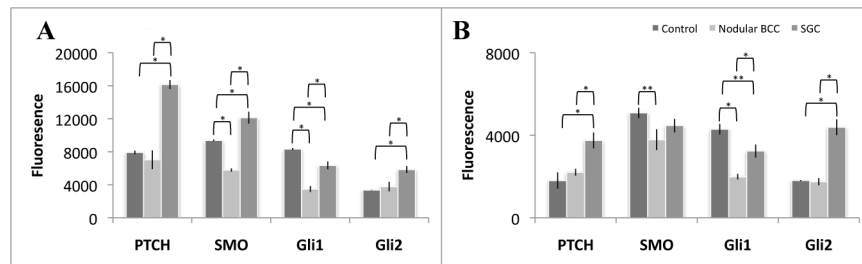 A
B
Control Nodular BCC SGC
Fluoresence
20000
16000
12000
8000
4000
0
* * * * * * * * * *
PTCH SMO Gli1 Gli2
Fluorescence
8000
4000
0
* * ** * ** * * *
PTCH SMO Gli1 Gli2